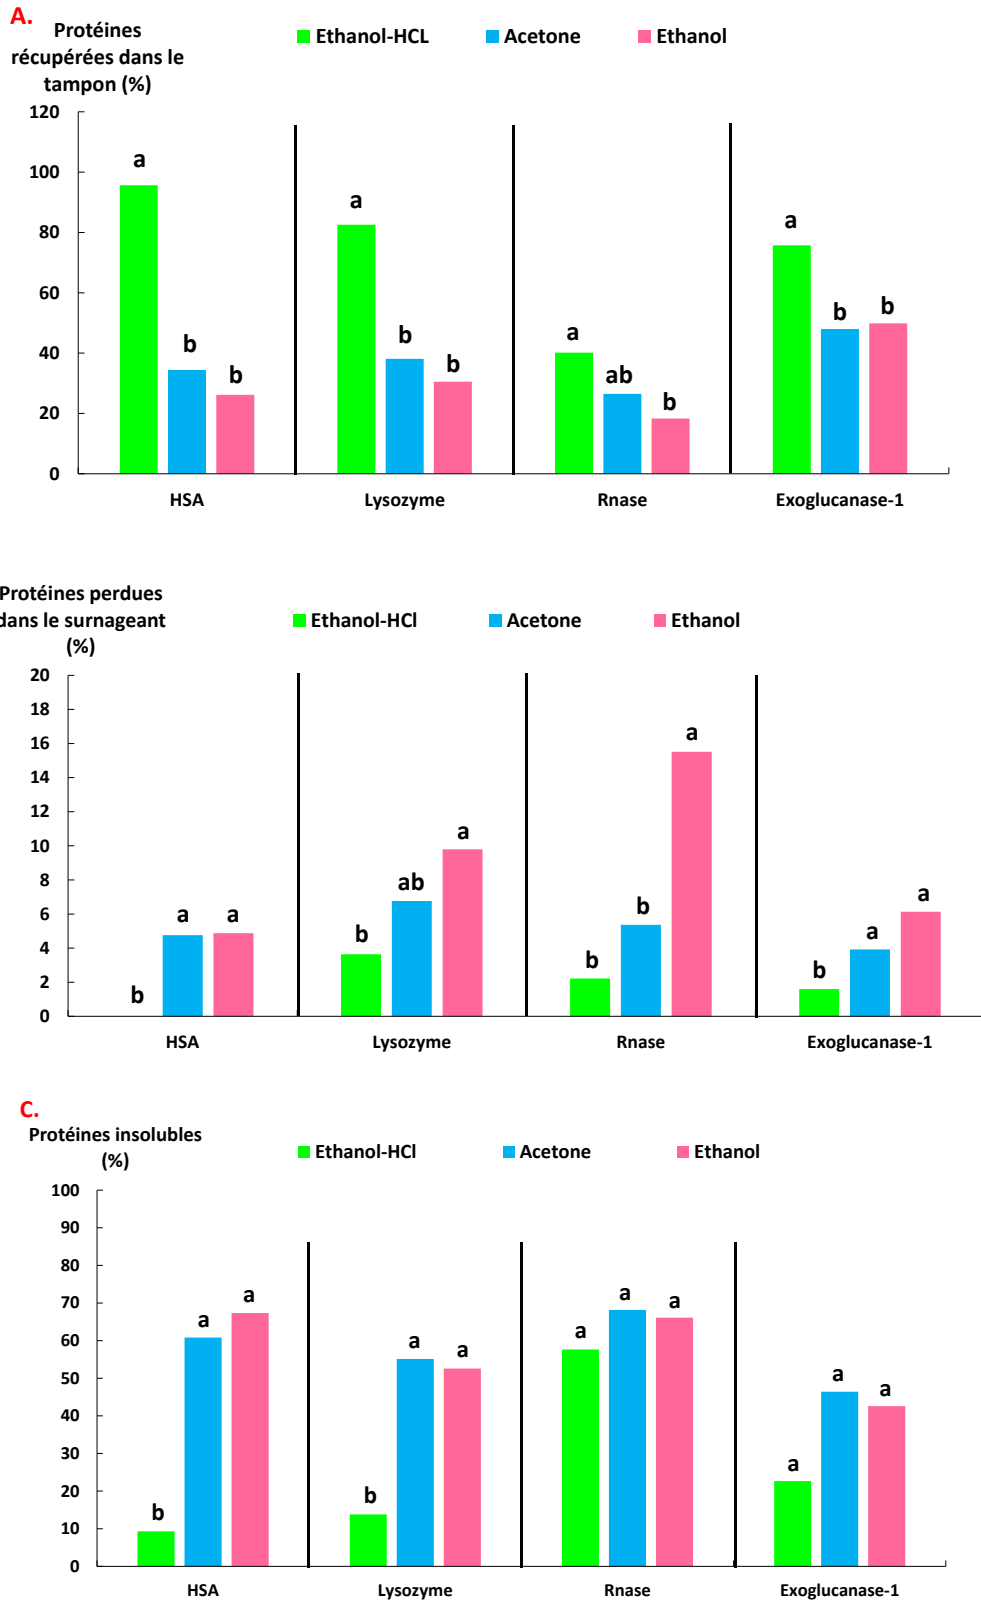 A.
Protéines
récupérées dans le
tampon (%)
Ethanol-HCL Acetone Ethanol
120
100
80
60
40
20
0
a b b
a b b
a ab b
a b b
HSA Lysozyme Rnase Exoglucanase-1
Protéines perdues
dans le surnageant
(%)
Ethanol-HCl Acetone Ethanol
20
18
16
14
12
10
8
6
4
2
0
b a a
b ab a
b b a
b a a
HSA Lysozyme Rnase Exoglucanase-1
C.
Protéines insolubles
(%)
Ethanol-HCl Acetone Ethanol
100
90
80
70
60
50
40
30
20
10
0
b a a
b a a
a a a
a a a
HSA Lysozyme Rnase Exoglucanase-1